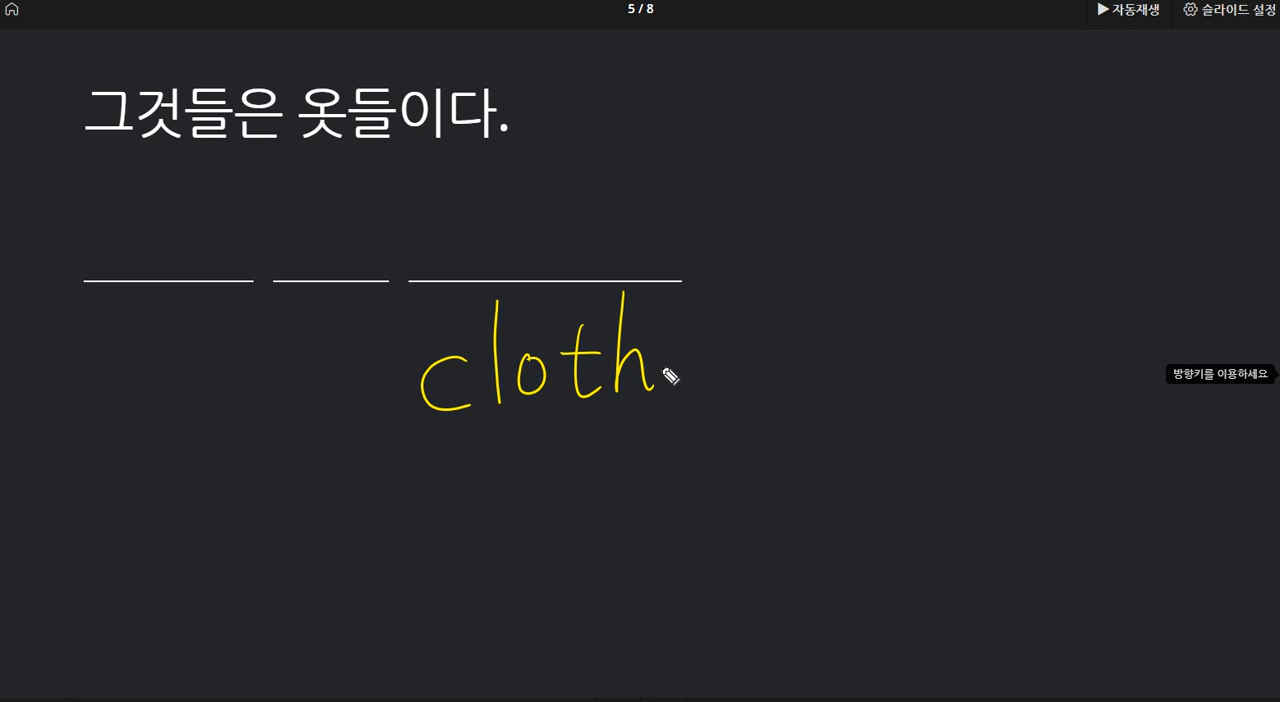 5 / 8
▶ 자동재생
슬라이드 설정
그것들은 옷들이다.
cloth
방향키를 이용하세요